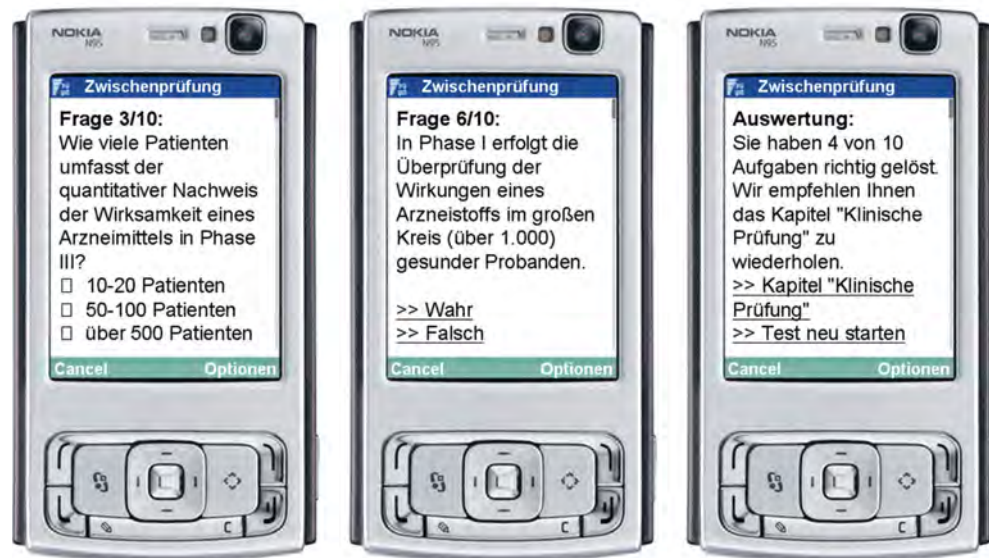 NOKIA
N95
Zwischenprüfung
Frage 3/10:
Wie viele Patienten
umfasst der
quantitativer Nachweis
der Wirksamkeit eines
Arzneimittels in Phase
III?
10-20 Patienten
50-100 Patienten
über 500 Patienten
Cancel Optionen
C
NOKIA
N95
Zwischenprüfung
Frage 6/10:
In Phase I erfolgt die
Überprüfung der
Wirkungen eines
Arzneistoffs im großen
Kreis (über 1.000)
gesunder Probanden.
>> Wahr
>> Falsch
Cancel Optionen
C
NOKIA
N95
Zwischenprüfung
Auswertung:
Sie haben 4 von 10
Aufgaben richtig gelöst.
Wir empfehlen Ihnen
das Kapitel "Klinische
Prüfung" zu
wiederholen.
>> Kapitel "Klinische
Prüfung"
>> Test neu starten
Cancel Optionen
C